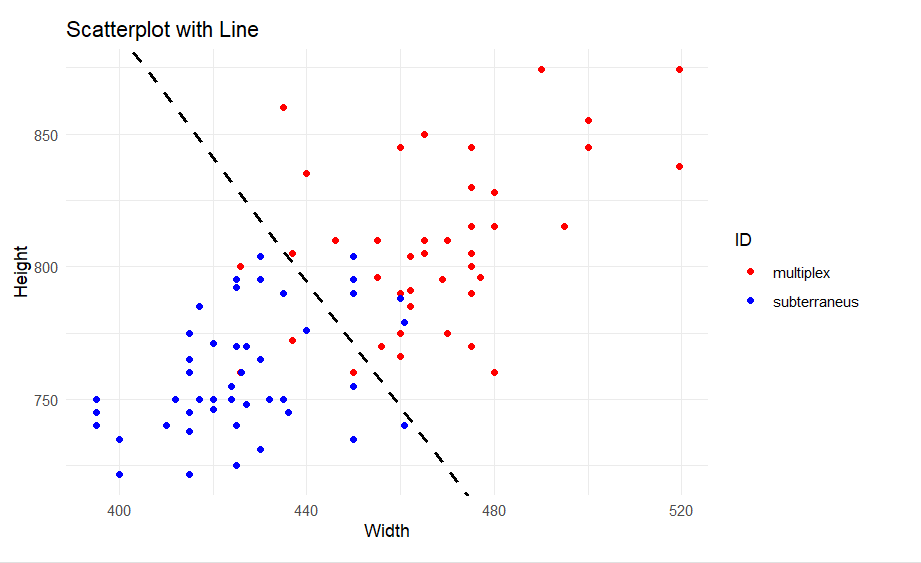 Scatterplot with Line
850
800
750
Height
400
440
480
520
Width
ID
multiplex
subterraneus